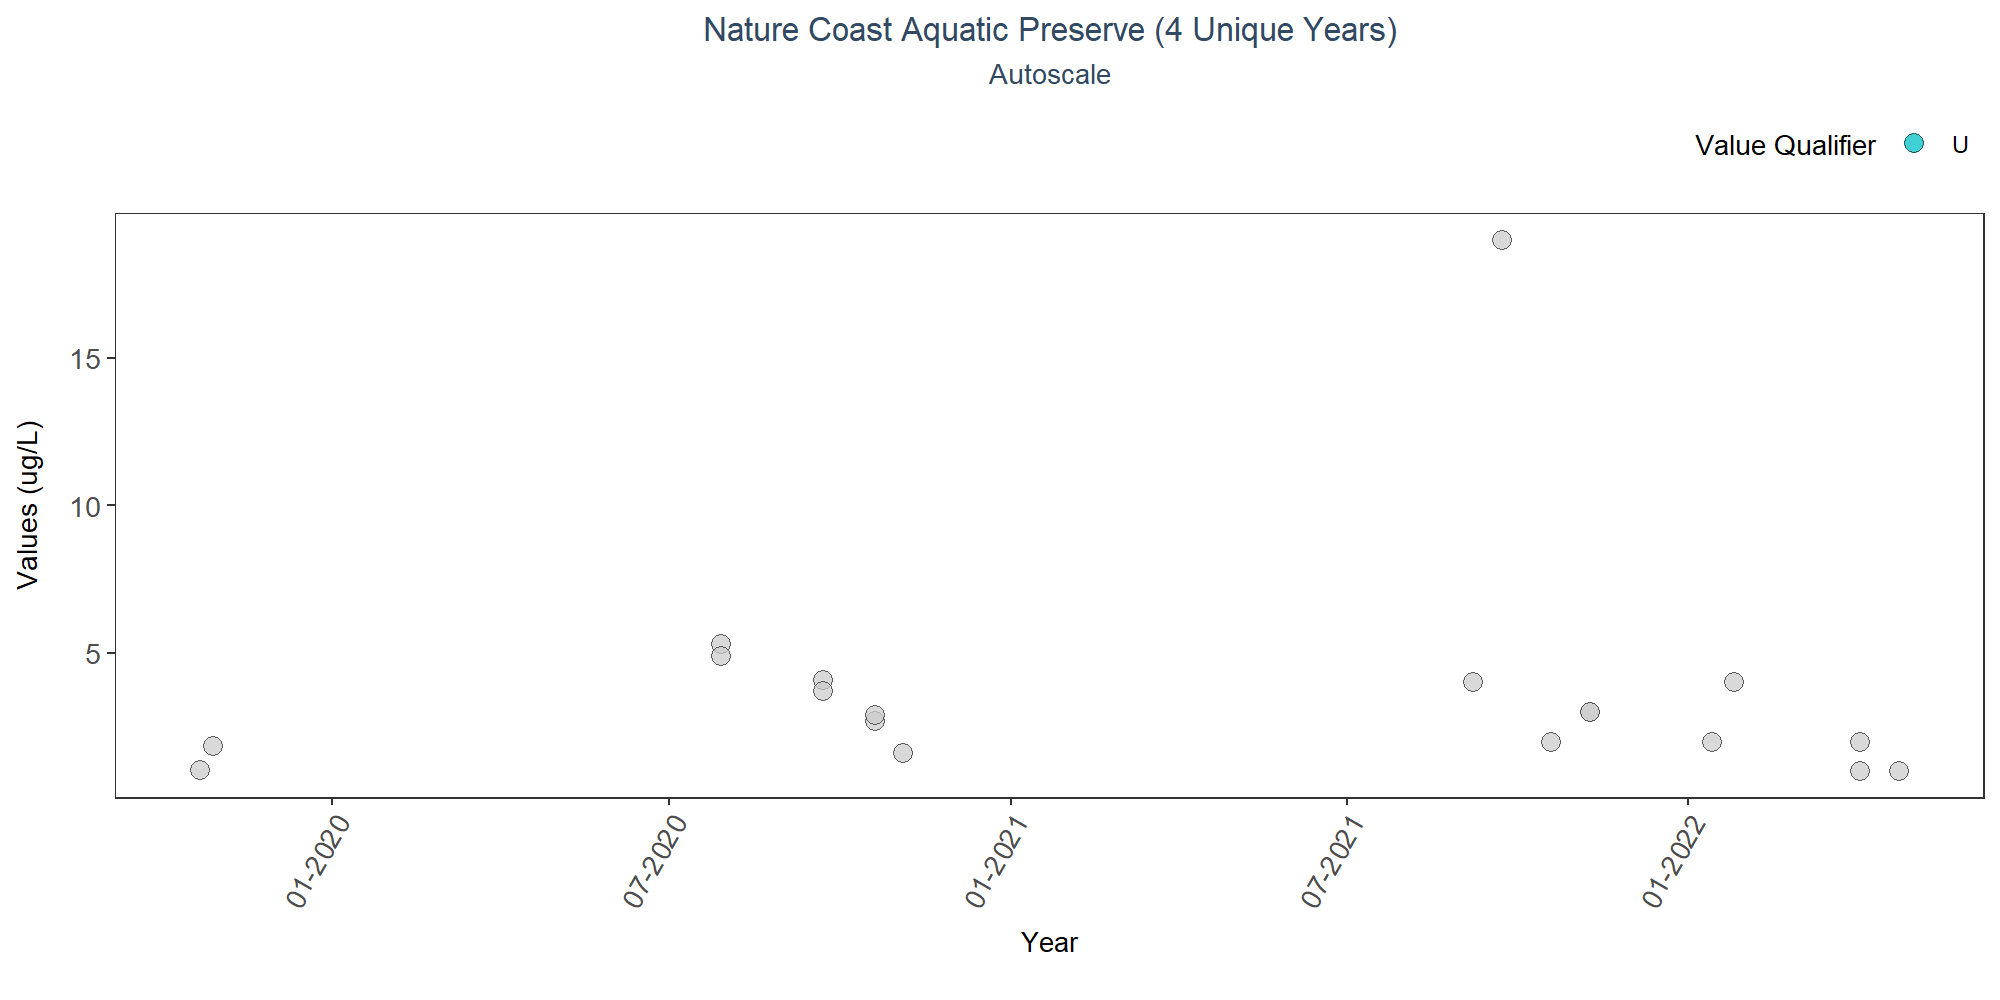 Nature Coast Aquatic Preserve (4 Unique Years)
Autoscale
Value Qualifier U
Values (ug/L)
15
10
5
01-2020
07-2020
01-2021
07-2021
01-2022
Year